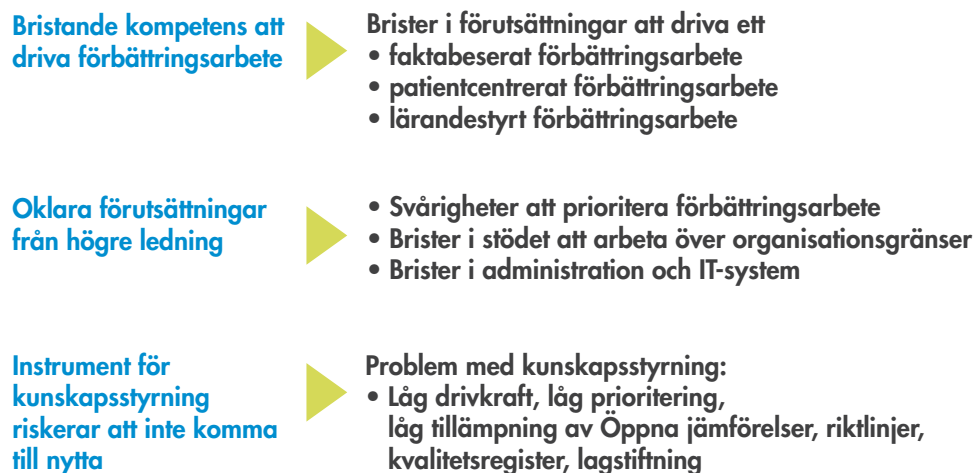 Bristande kompetens att
driva förbättringsarbete
Brister i förutsättningar att driva ett
• faktabeserat förbättringsarbete
• patientcentrerat förbättringsarbete
• lärandestyrt förbättringsarbete
Oklara förutsättningar
från högre ledning
• Svårigheter att prioritera förbättringsarbete
• Brister i stödet att arbeta över organisationsgränser
• Brister i administration och IT-system
Instrument för
kunskapsstyrning
riskerar att inte komma
till nytta
Problem med kunskapsstyrning:
• Låg drivkraft, låg prioritering,
låg tillämpning av Öppna jämförelser, riktlinjer,
kvalitetsregister, lagstiftning